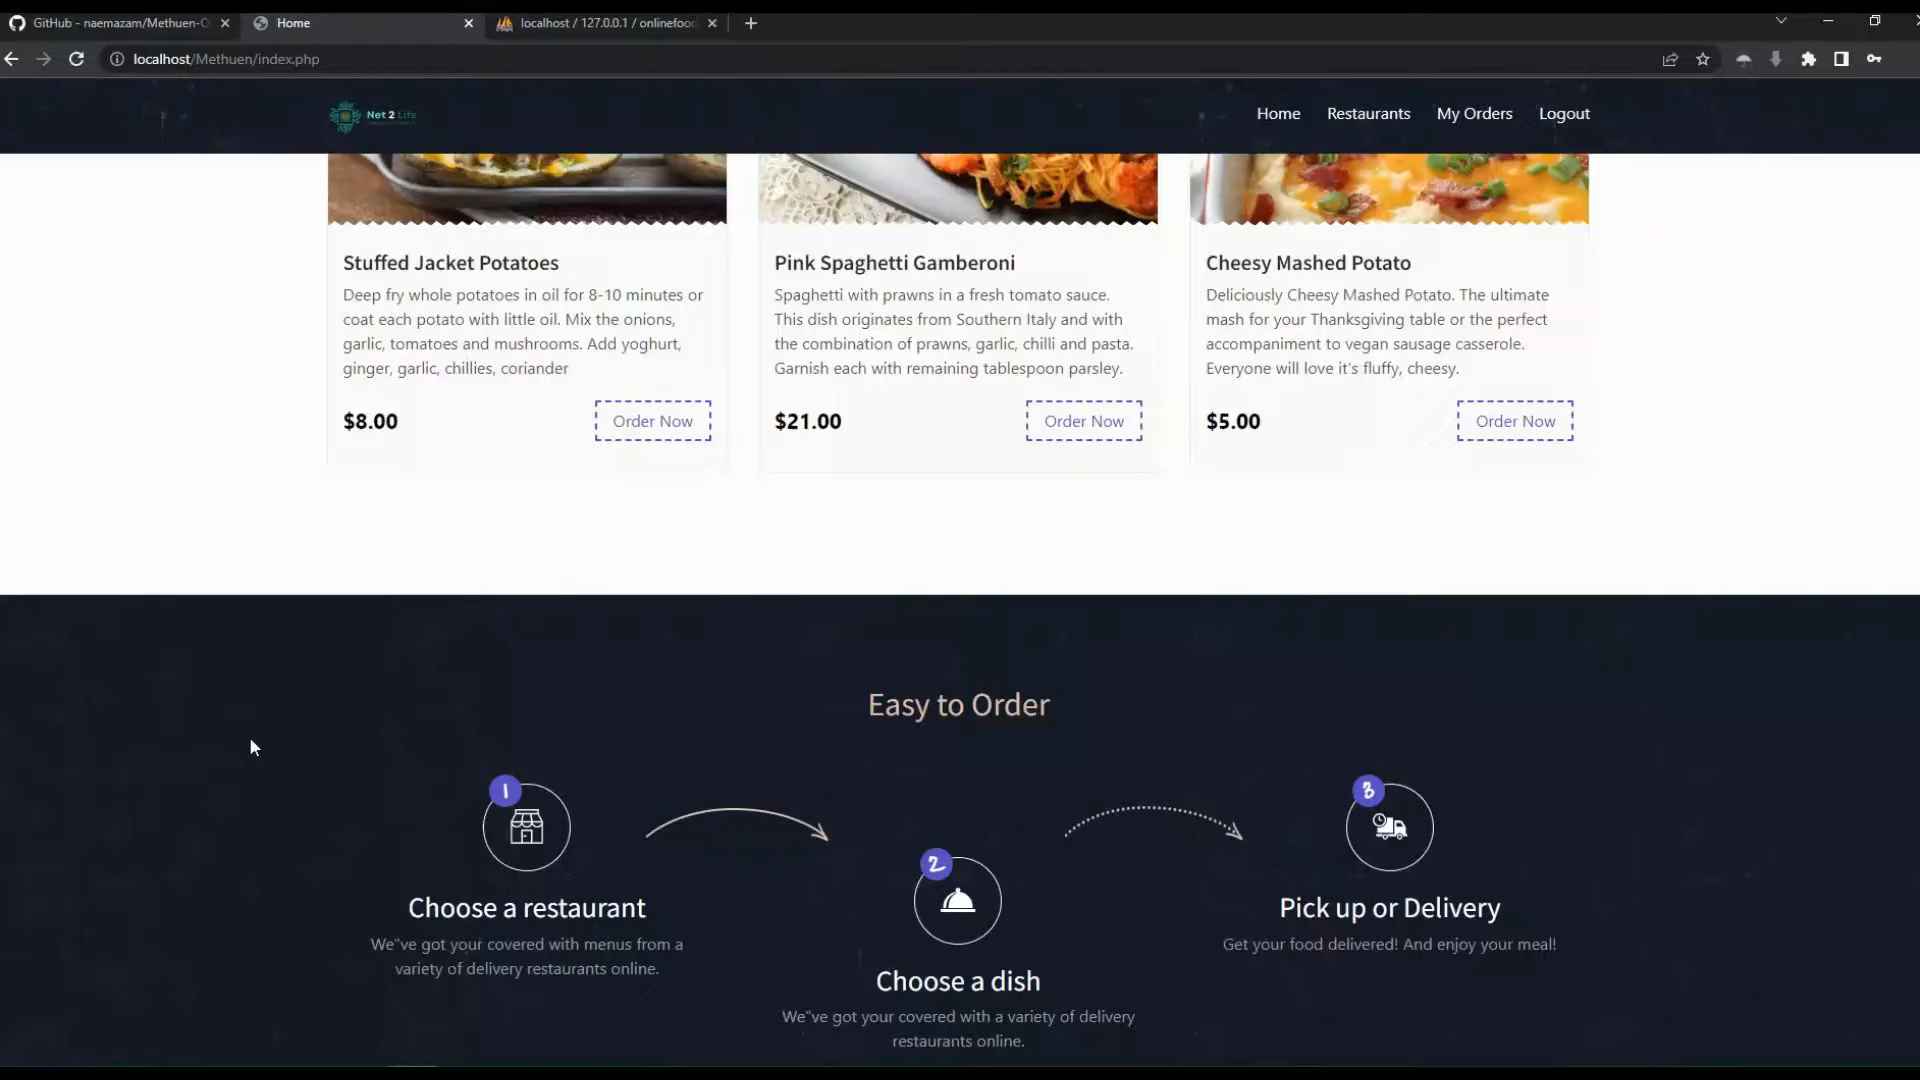 GitHub - naemazam/Methuen-O
Home
localhost / 127.0.0.1 / onlinefood
localhost/Methuen/index.php
Net 2 Life
Home
Restaurants
My Orders
Logout
Stuffed Jacket Potatoes
Deep fry whole potatoes in oil for 8-10 minutes or
coat each potato with little oil. Mix the onions,
garlic, tomatoes and mushrooms. Add yoghurt,
ginger, garlic, chillies, coriander
$8.00
Order Now
Pink Spaghetti Gamberoni
Spaghetti with prawns in a fresh tomato sauce.
This dish originates from Southern Italy and with
the combination of prawns, garlic, chilli and pasta.
Garnish each with remaining tablespoon parsley.
$21.00
Order Now
Cheesy Mashed Potato
Deliciously Cheesy Mashed Potato. The ultimate
mash for your Thanksgiving table or the perfect
accompaniment to vegan sausage casserole.
Everyone will love it's fluffy, cheesy.
$5.00
Order Now
Easy to Order
1
Choose a restaurant
We"ve got your covered with menus from a
variety of delivery restaurants online.
2
Choose a dish
We"ve got your covered with a variety of delivery
restaurants online.
3
Pick up or Delivery
Get your food delivered! And enjoy your meal!